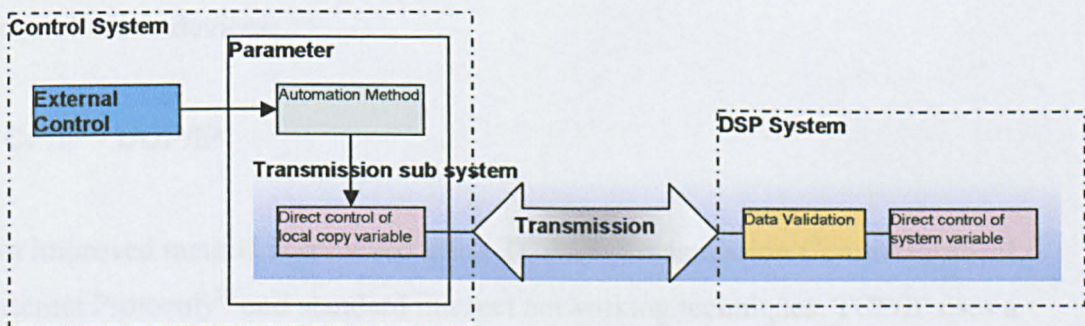 Control System
Parameter
External
Control
Automation Method
DSP System
Transmission sub system
Direct control of
local copy variable
Transmission
Data Validation
Direct control of
system variable